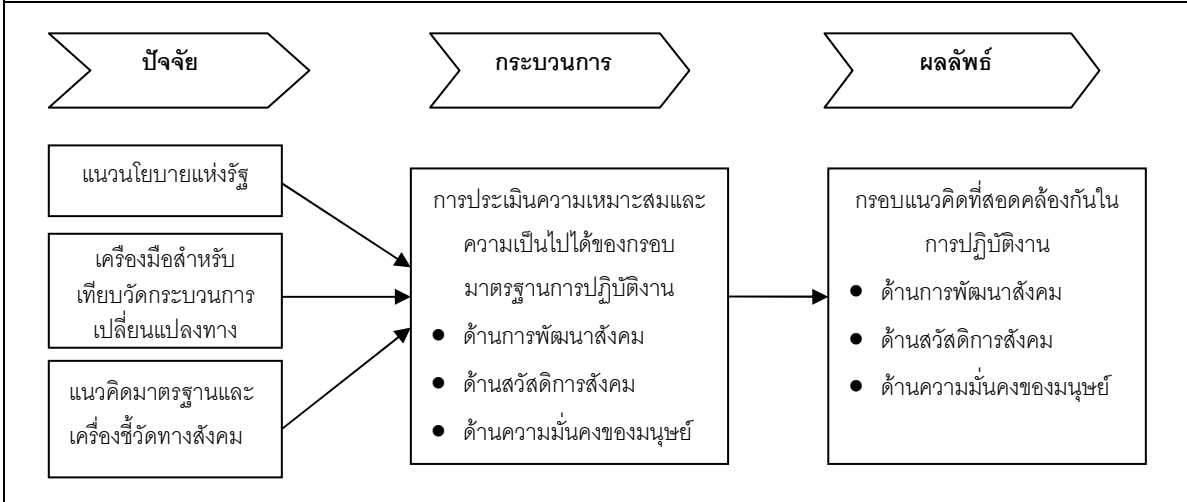 ปัจจัย
กระบวนการ
ผลลัพธ์
แนวนโยบายแห่งรัฐ
เครื่องมือสำหรับ
เทียบวัดกระบวนการ
เปลี่ยนแปลงทาง
แนวคิดมาตรฐานและ
เครื่องชี้วัดทางสังคม
การประเมินความเหมาะสมและ
ความเป็นไปได้ของกรอบ
มาตรฐานการปฏิบัติงาน
● ด้านการพัฒนาสังคม
● ด้านสวัสดิการสังคม
● ด้านความมั่นคงของมนุษย์
กรอบแนวคิดที่สอดคล้องกันใน
การปฏิบัติงาน
● ด้านการพัฒนาสังคม
● ด้านสวัสดิการสังคม
● ด้านความมั่นคงของมนุษย์